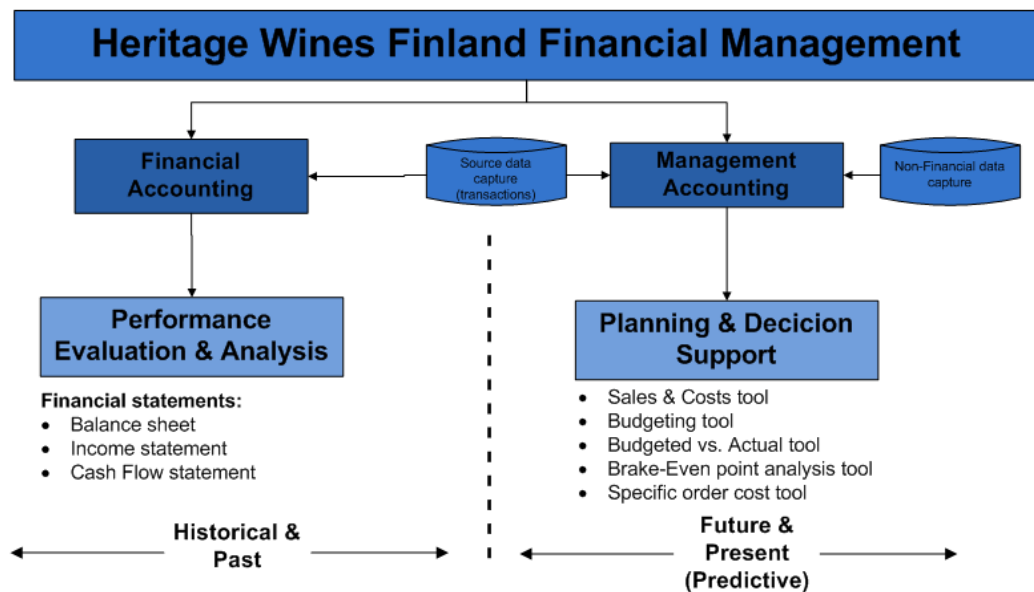 Heritage Wines Finland Financial Management
Financial
Accounting
Source data
capture
(transactions)
Management
Accounting
Non-Financial data
capture
Performance
Evaluation & Analysis
Planning & Decicion
Support
Financial statements:
• Balance sheet
• Income statement
• Cash Flow statement
• Sales & Costs tool
• Budgeting tool
• Budgeted vs. Actual tool
• Brake-Even point analysis tool
• Specific order cost tool
Historical &
Past
Future &
Present
(Predictive)